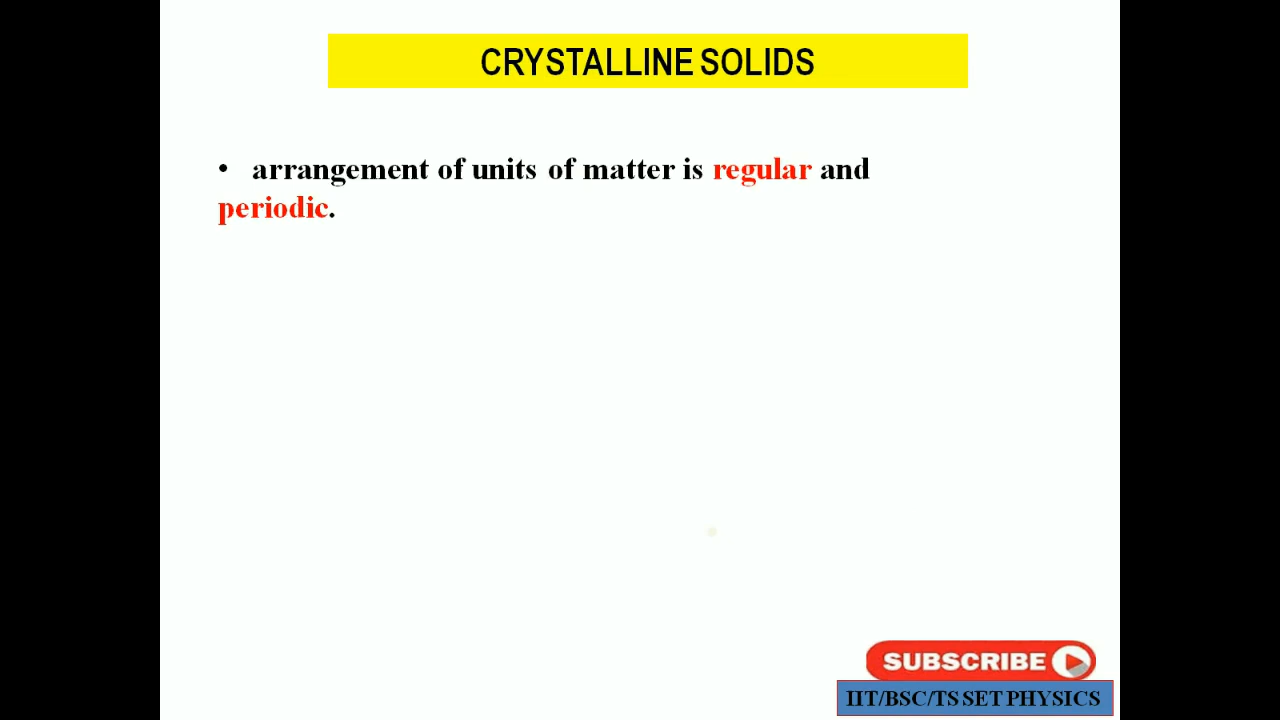 CRYSTALLINE SOLIDS
• arrangement of units of matter is regular and
periodic.
SUBSCRIBE
IIT/BSC/TS SET PHYSICS